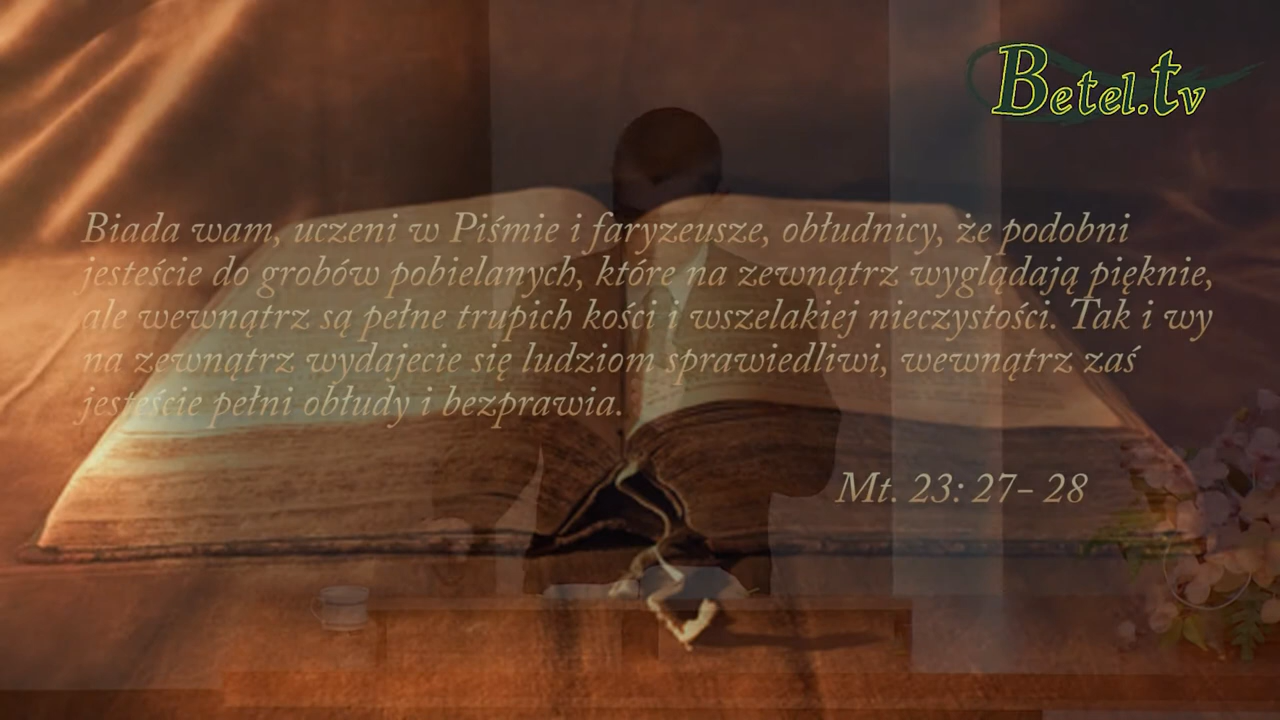 Betel.tv
Biada wam, uczeni w Piśmie i faryzeusze, obłudnicy, że podobni
jesteście do grobów pobielanych, które na zewnątrz wyglądają pięknie,
ale wewnątrz są pełne trupich kości i wszelakiej nieczystości. Tak i wy
na zewnątrz wydajecie się ludziom sprawiedliwi, wewnątrz zaś
jesteście pełni obłudy i bezprawia.
Mt. 23: 27- 28